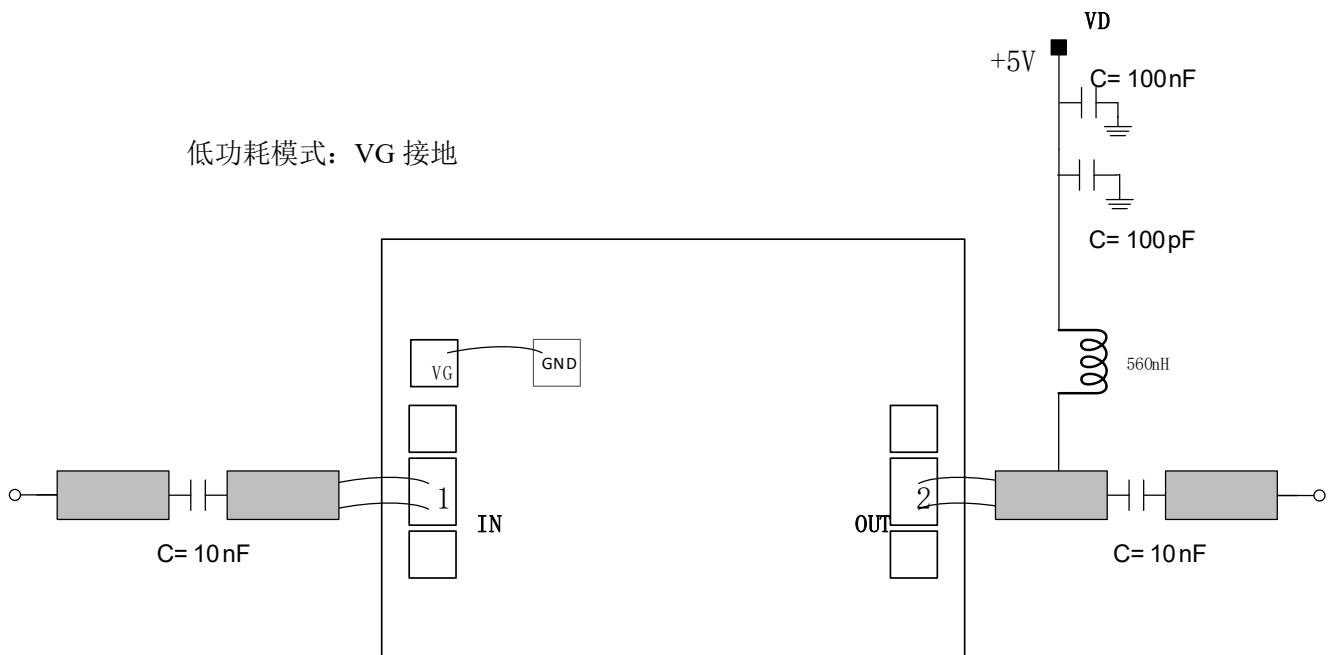 VD
+5V
C= 100nF
低功耗模式：VG 接地
C= 100pF
GND
VG
560nH
1
2
IN
OUT
C= 10nF
C= 10nF